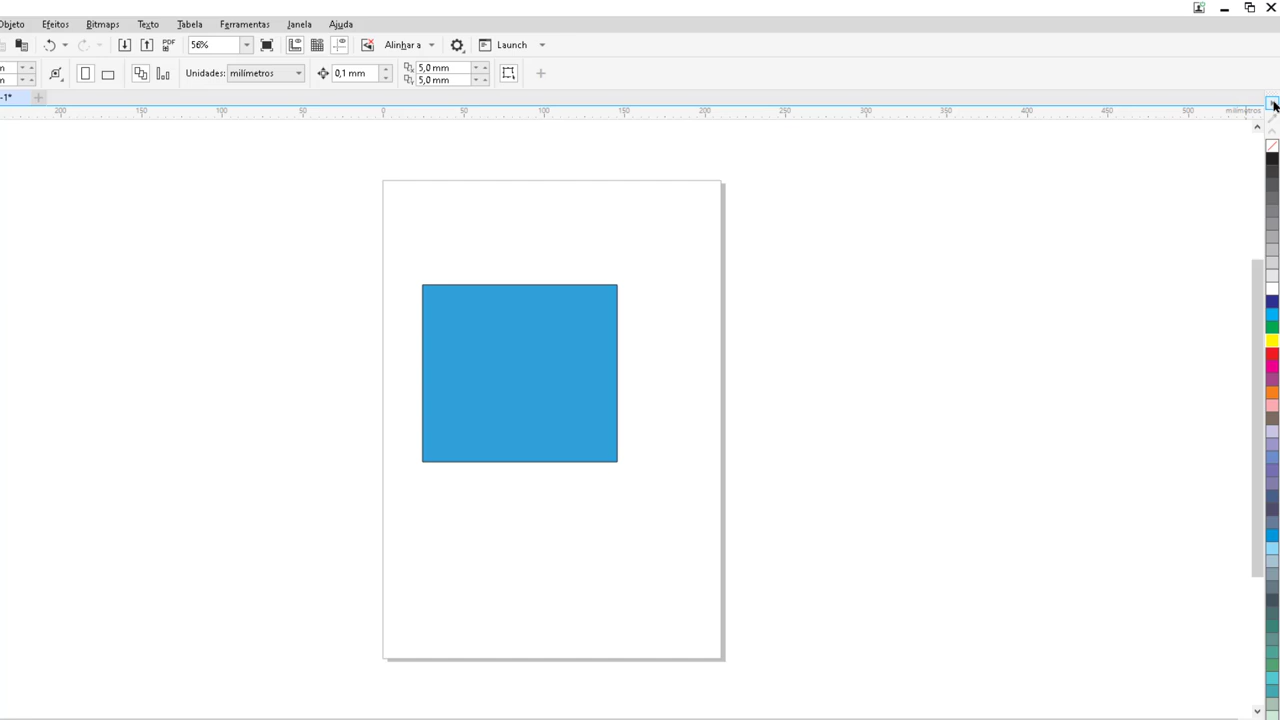 Objeto Efeitos Bitmaps Texto Tabela Ferramentas Janela Ajuda
PDF 56% Alinhar a Launch
Unidades: milímetros 0,1 mm 5,0 mm
5,0 mm
-1*
200 150 100 50 0 50 100 150 200 250 300 350 400 450 500 milímetros